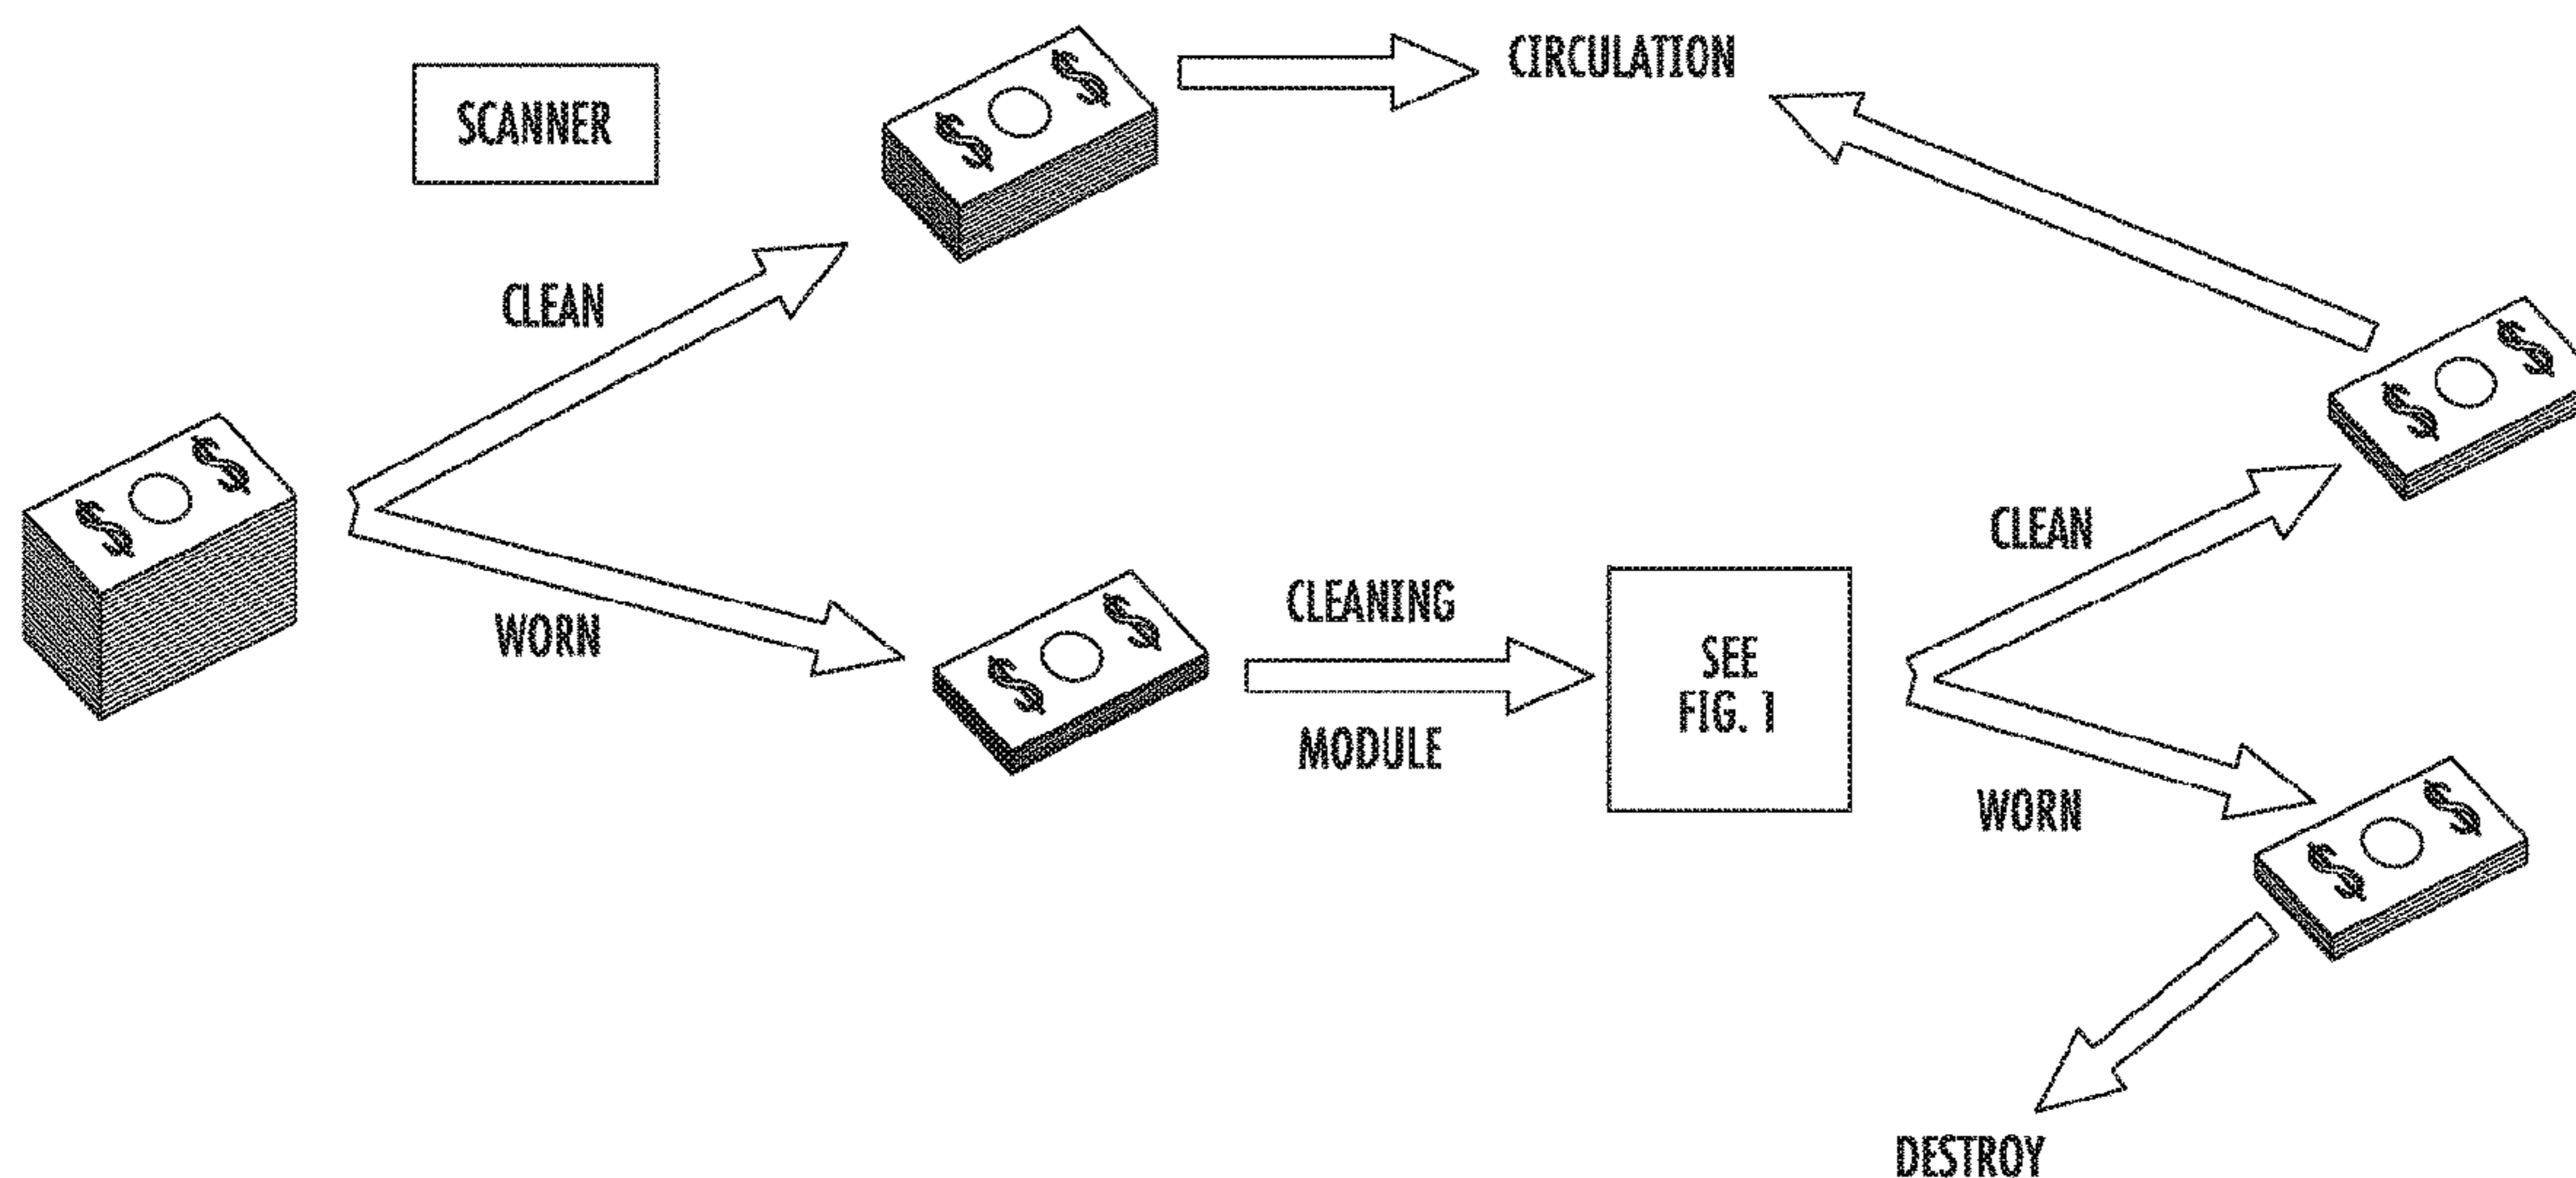 SCANNER
CIRCULATION
CLEAN
WORN
CLEANING
MODULE
SEE
FIG. 1
CLEAN
WORN
DESTROY
$ $
$ $
$ $
$ $
$ $